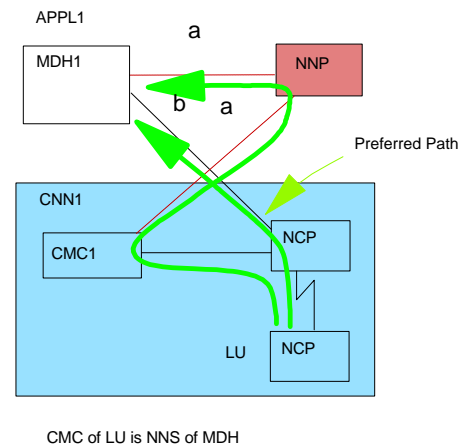 APPL1
a
MDH1
NNP
b
a
Preferred Path
CNN1
CMC1
NCP
LU
NCP
CMC of LU is NNS of MDH